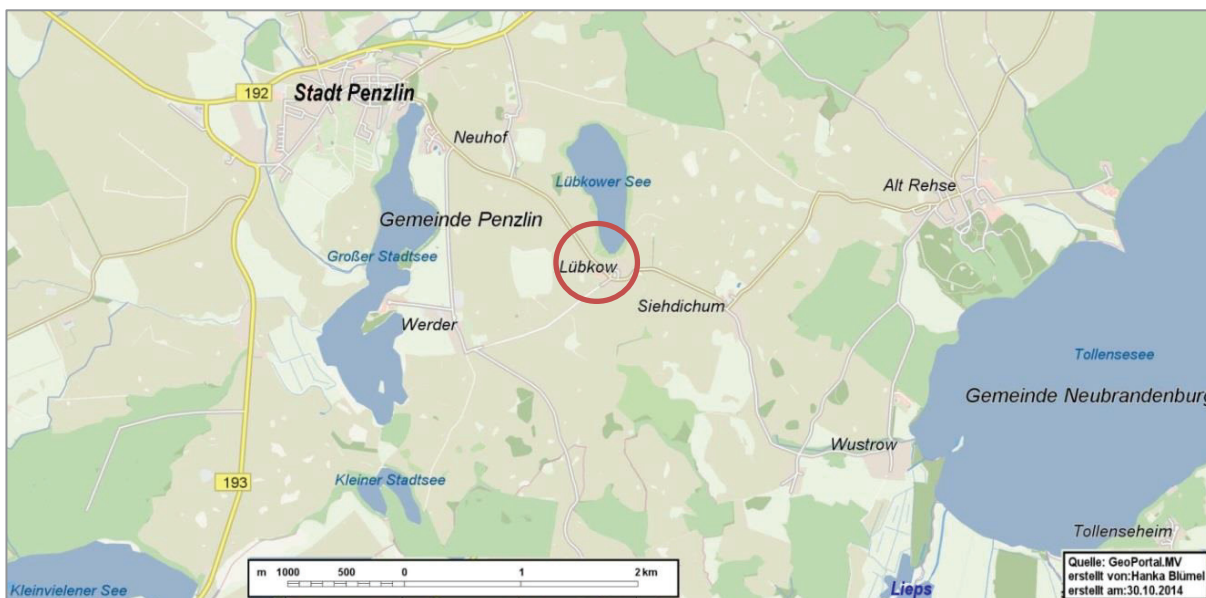 192
Stadt Penzlin
Neuhof
Lübkower See
Alt Rehse
Gemeinde Penzlin
Großer Stadtsee
Lübkow
Siehdichum
Werder
Tollensesee
Gemeinde Neubrandenburg
Wustrow
193
Kleiner Stadtsee
Tollenseheim
m 1000 500 0 1 2 km
Kleinvielener See
Lieps
Quelle: GeoPortal.MV
erstellt von:Hanka Blümel
erstellt am:30.10.2014